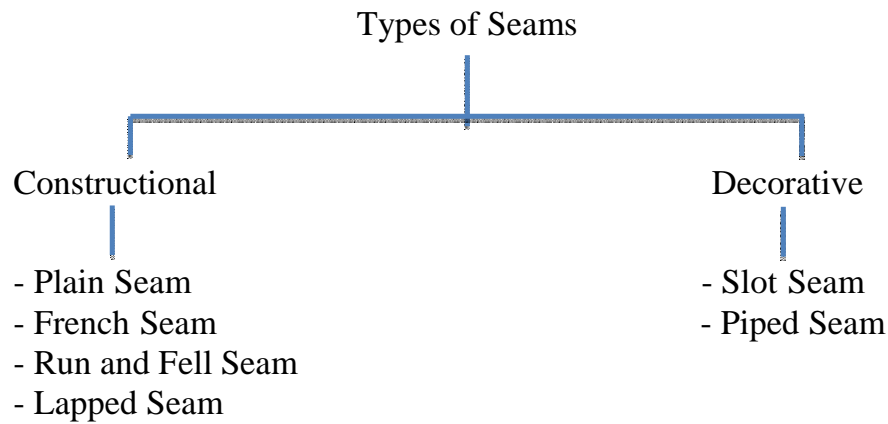 Types of Seams
Constructional
- Plain Seam
- French Seam
- Run and Fell Seam
- Lapped Seam
Decorative
- Slot Seam
- Piped Seam